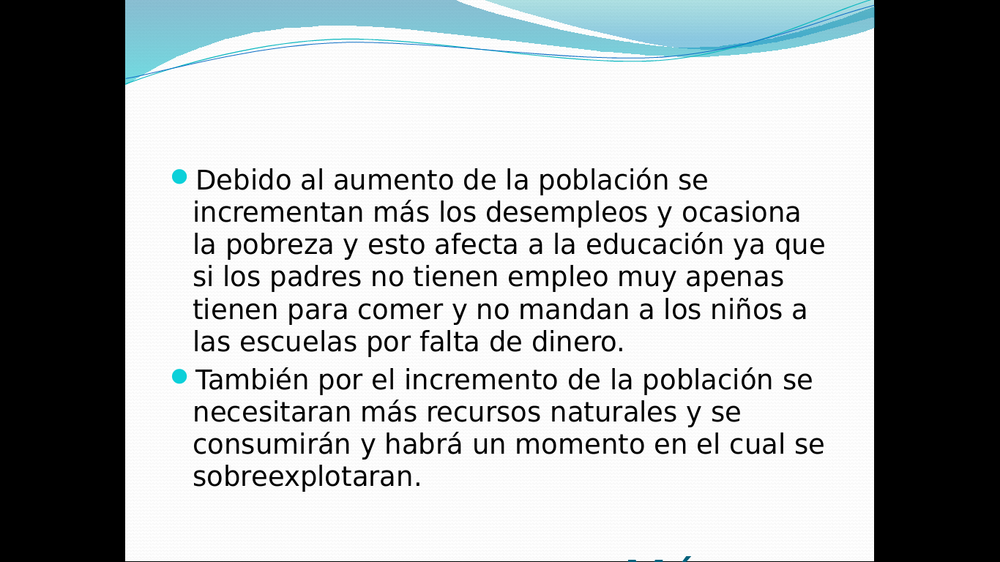 Debido al aumento de la población se
incrementan más los desempleos y ocasiona
la pobreza y esto afecta a la educación ya que
si los padres no tienen empleo muy apenas
tienen para comer y no mandan a los niños a
las escuelas por falta de dinero.
También por el incremento de la población se
necesitaran más recursos naturales y se
consumirán y habrá un momento en el cual se
sobreexplotaran.